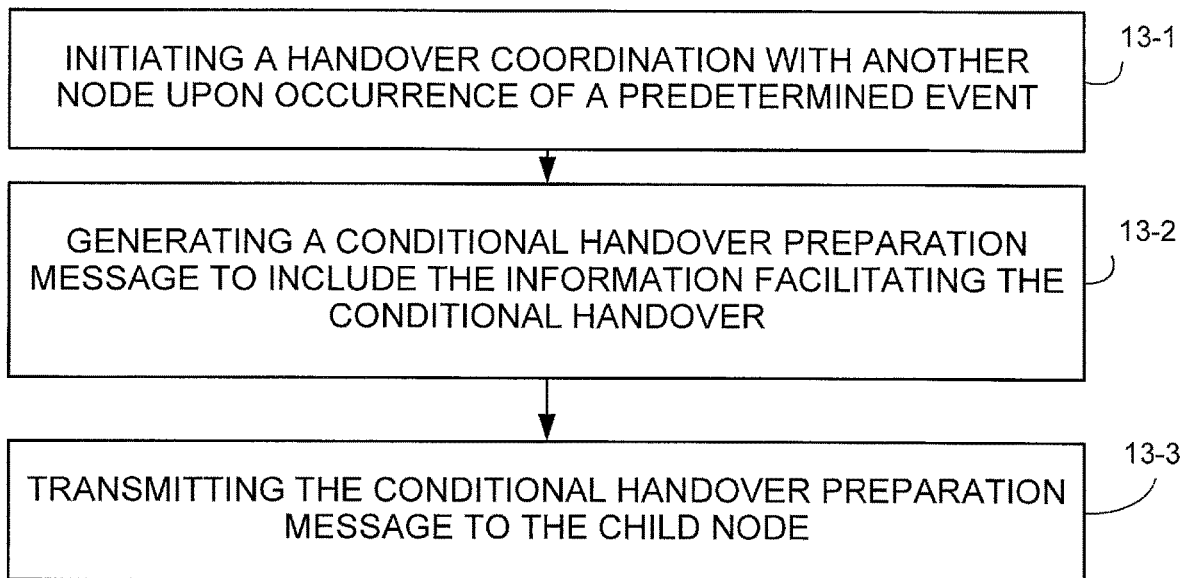 INITIATING A HANDOVER COORDINATION WITH ANOTHER
NODE UPON OCCURRENCE OF A PREDETERMINED EVENT
13-1
GENERATING A CONDITIONAL HANDOVER PREPARATION
MESSAGE TO INCLUDE THE INFORMATION FACILITATING THE
CONDITIONAL HANDOVER
13-2
TRANSMITTING THE CONDITIONAL HANDOVER PREPARATION
MESSAGE TO THE CHILD NODE
13-3